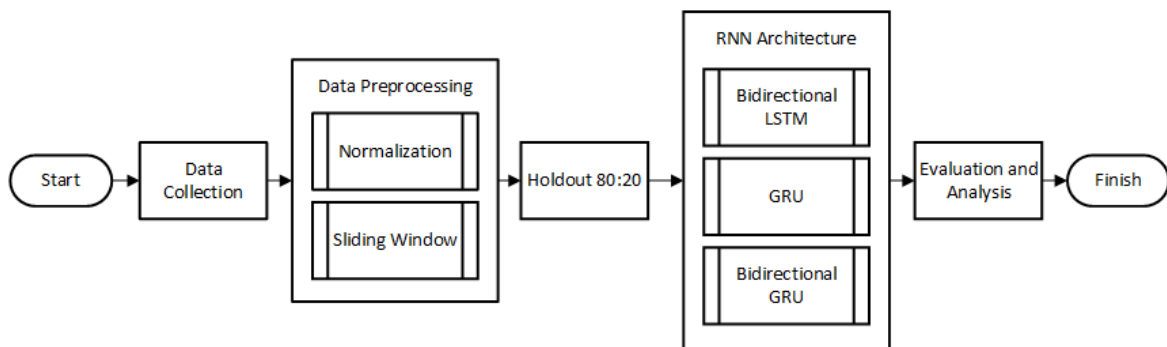 Start
Data
Collection
Data Preprocessing
Normalization
Sliding Window
Holdout 80:20
RNN Architecture
Bidirectional
LSTM
GRU
Bidirectional
GRU
Evaluation and
Analysis
Finish